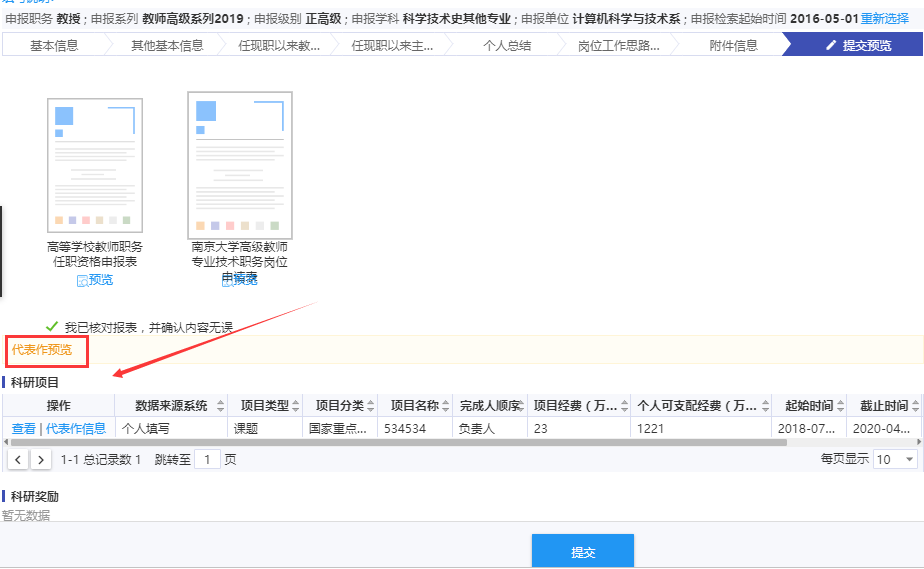 申报职务 教授 ; 申报系列 教师高级系列2019 ; 申报级别 正高级 ; 申报学科 科学技术史其他专业 ; 申报单位 计算机科学与技术系 ; 申报检索起始时间 2016-05-01重新选择
基本信息 其他基本信息 任现职以来教... 任现职以来主... 个人总结 岗位工作思路... 附件信息 提交预览
高等学校教师职务 南京大学高级教师
任职资格申报表 专业技术职务岗位
预览 申请表
预览
我已核对报表，并确认内容无误
代表作预览
科研项目
操作 数据来源系统 项目类型 项目分类 项目名称 完成人顺序 项目经费（万... 个人可支配经费（万... 起始时间 截止时间
查看 | 代表作信息 个人填写 课题 国家重点... 534534 负责人 23 1221 2018-07... 2020-04...
1-1 总记录数 1 跳转至 1 页 每页显示 10
科研奖励
暂无数据
提交